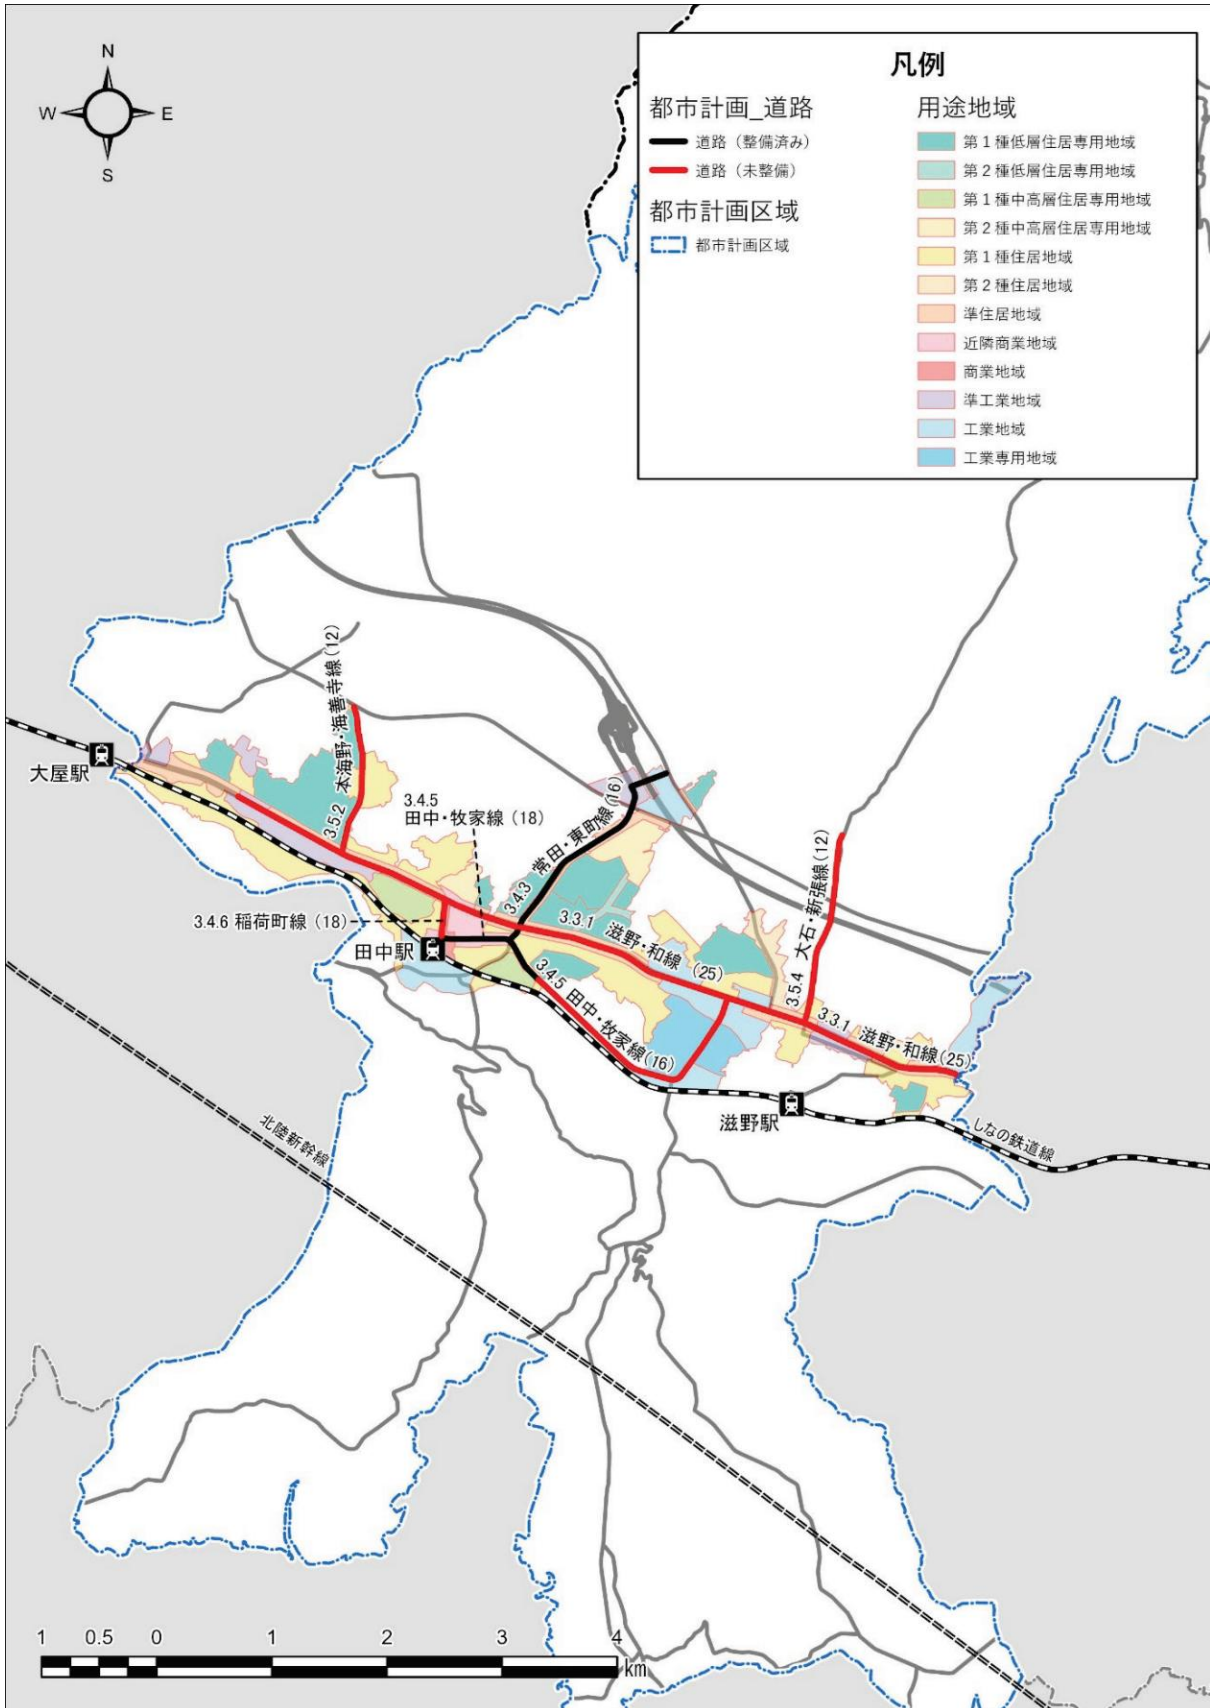 N
W
E
S
凡例
都市計画_道路
道路（整備済み）
道路（未整備）
都市計画区域
都市計画区域
用途地域
第１種低層住居専用地域
第２種低層住居専用地域
第１種中高層住居専用地域
第２種中高層住居専用地域
第１種住居地域
第２種住居地域
準住居地域
近隣商業地域
商業地域
準工業地域
工業地域
工業専用地域
3.5.2 本海野・海善寺線(12)
大屋駅
3.4.5
田中・牧家線(18)
3.4.3 常田・東町線(16)
3.4.6 稲荷町線(18)
田中駅
3.3.1 滋野・和線 (25)
3.5.4 大石・新張線(12)
3.4.5 田中・牧家線(16)
3.3.1 滋野・和線(25)
滋野駅
しなの鉄道線
北陸新幹線
1 0.5 0 1 2 3 4
km